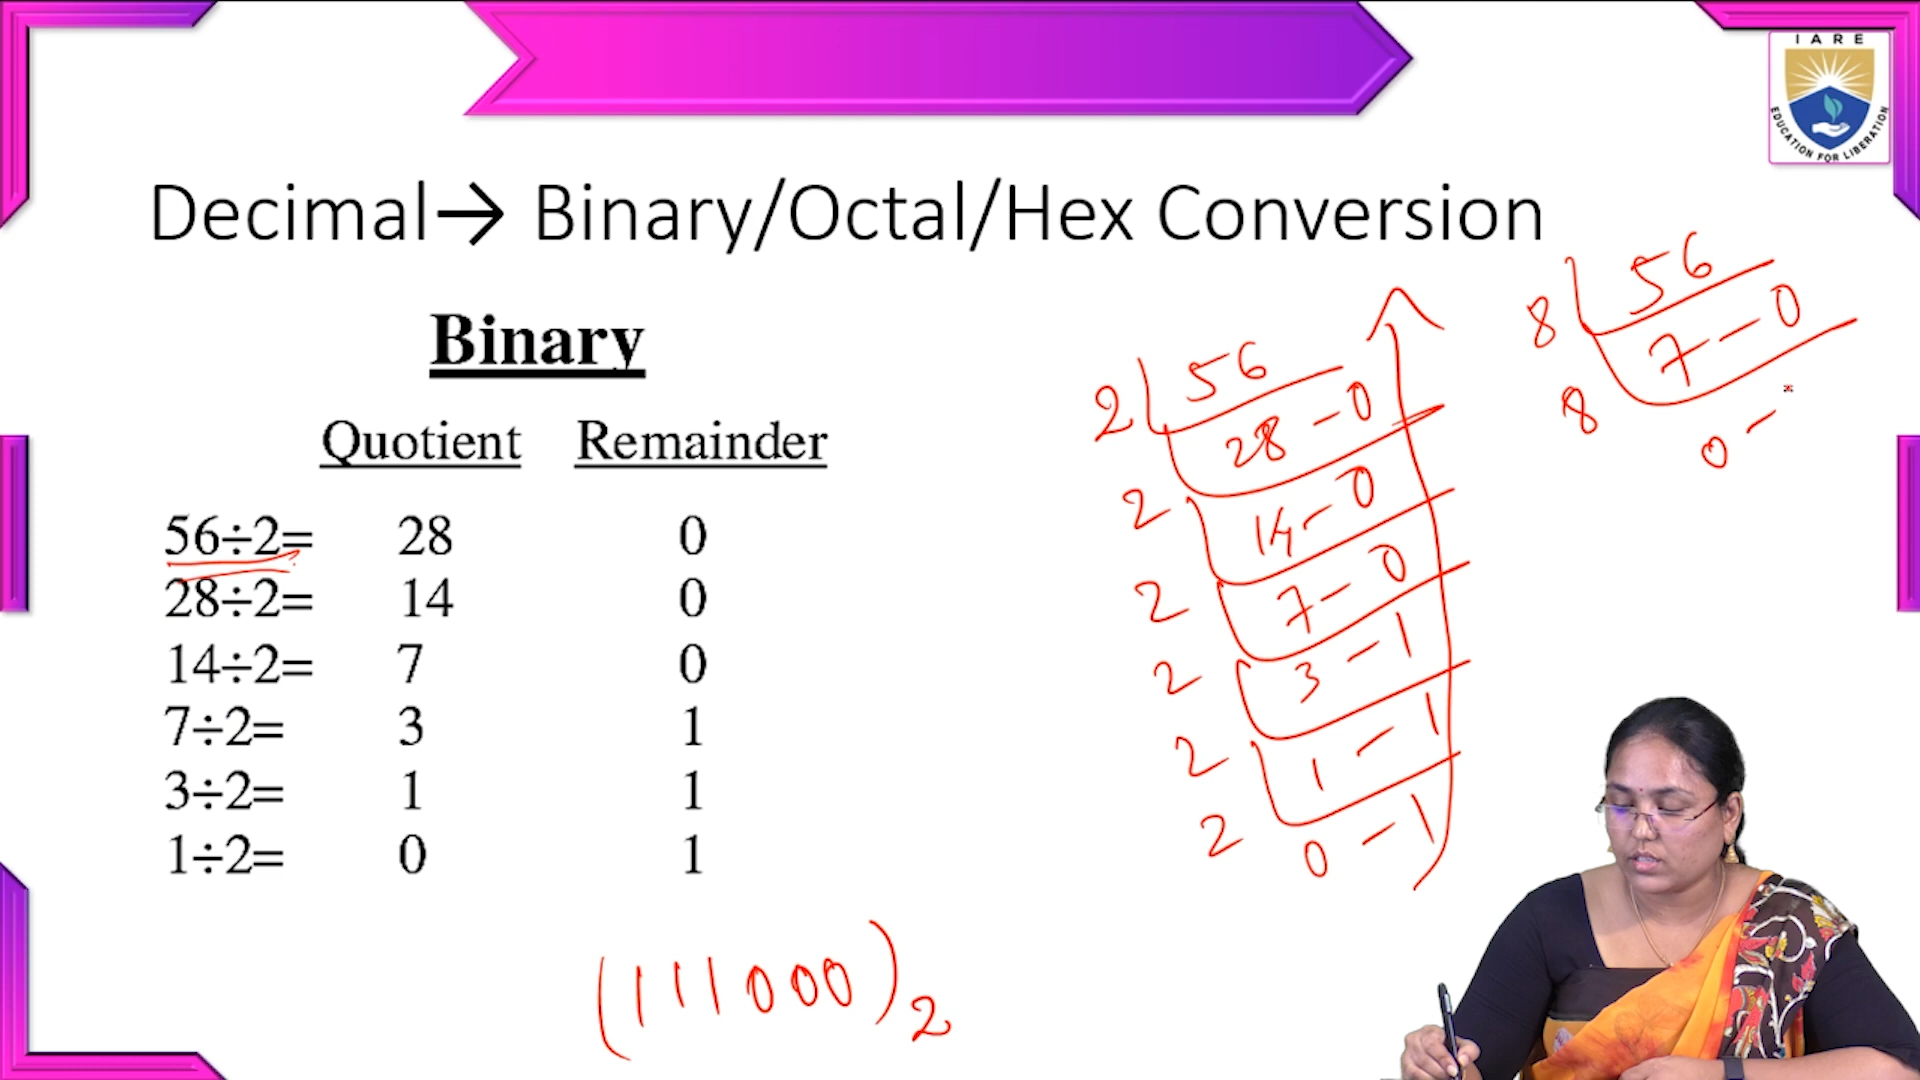 IARE
EDUCATION FOR LIBERATION
Decimal→ Binary/Octal/Hex Conversion
Binary
Quotient Remainder
56÷2= 28 0
28÷2= 14 0
14÷2= 7 0
7÷2= 3 1
3÷2= 1 1
1÷2= 0 1
(111000)2
2 56
2 28 - 0
2 14 - 0
2 7 - 0
2 3 - 1
2 1 - 1
0 - 1
8 56
8 7 - 0
0 -